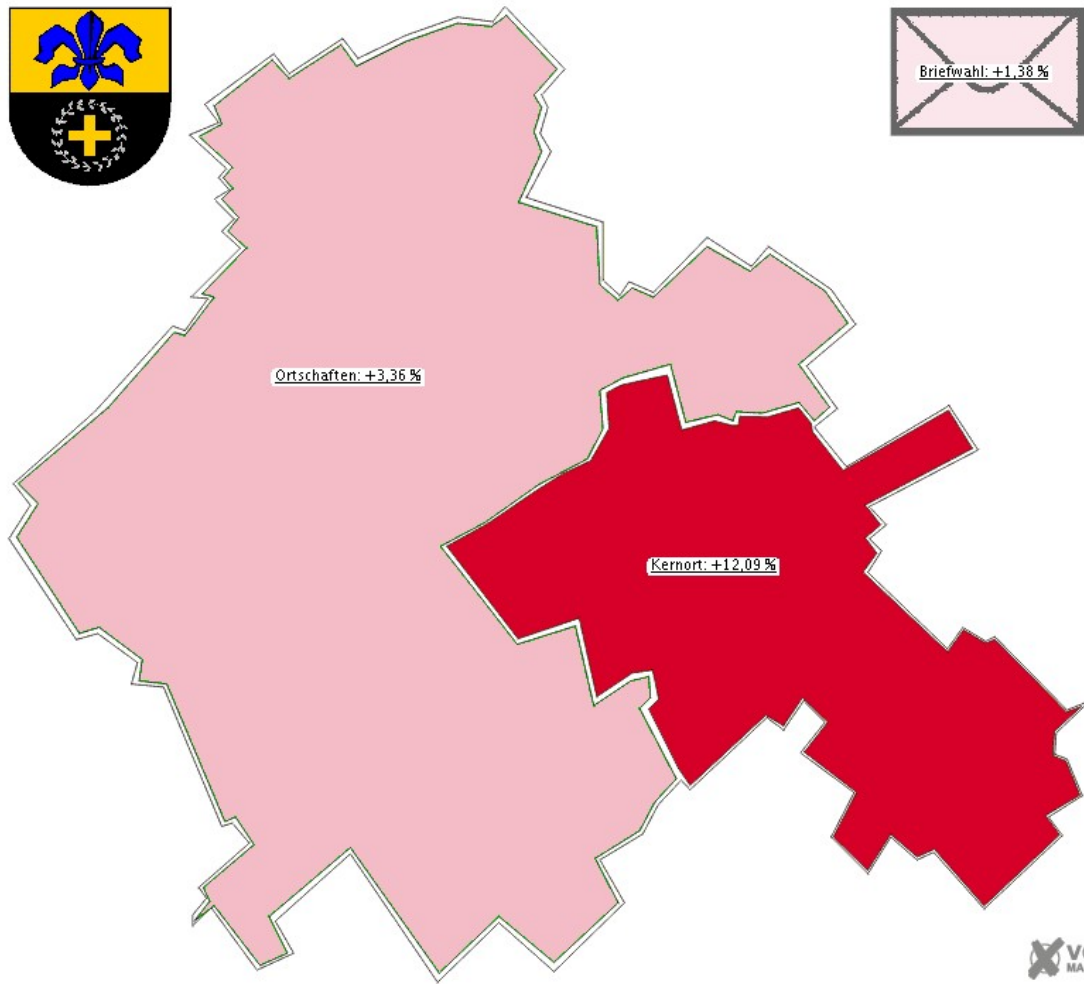 Briefwahl: +1,38 %
Ortschaften: +3,36 %
Kernort: +12,09 %